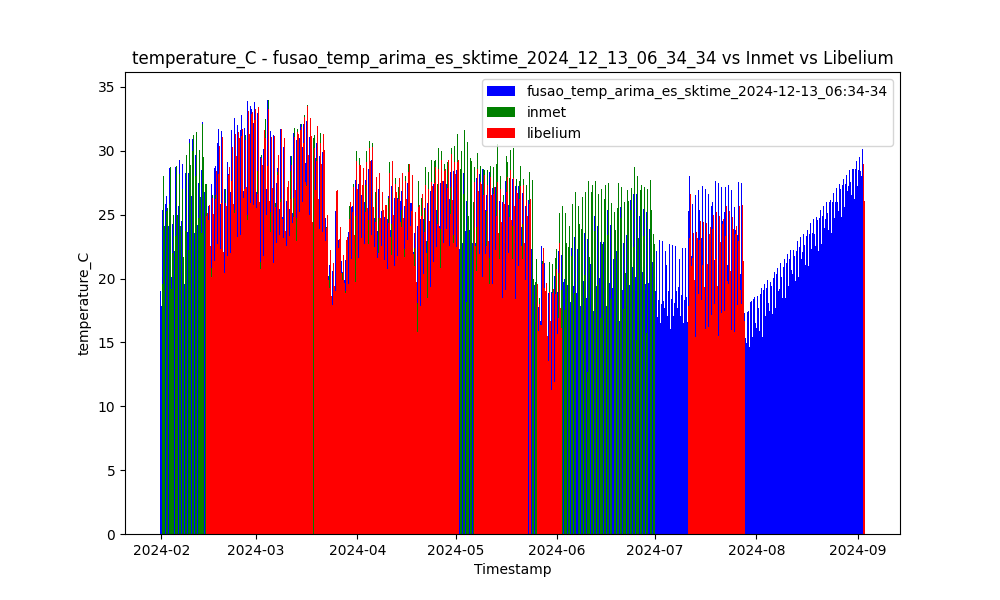 temperature_C - fusao_temp_arima_es_sktime_2024_12_13_06_34_34 vs Inmet vs Libelium
fusao_temp_arima_es_sktime_2024-12-13_06:34-34
inmet
libelium
temperature_C
35
30
25
20
15
10
5
0
2024-02 2024-03 2024-04 2024-05 2024-06 2024-07 2024-08 2024-09
Timestamp